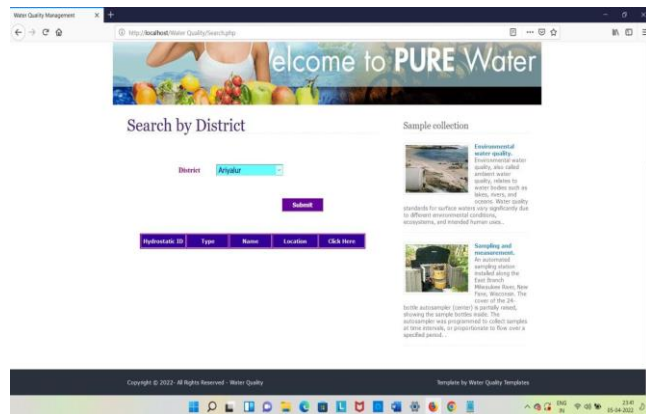 Water Quality Management
http://localhost/Water Quality/Search.php
elcome to PURE Water
Search by District
District
Ariyalur
Submit
Hydrostatic ID Type Name Location Click Here
Sample collection
Environmental
water quality.
Environmental water
quality, also called
ambient water
quality, relates to
water bodies such as
lakes, rivers, and
oceans. Water quality
standards for surface waters vary significantly due
to different environmental conditions,
ecosystems, and intended human uses..
Sampling and
measurement.
An automated
sampling station
installed along the
East Branch
Milwaukee River, New
Fane, Wisconsin. The
cover of the 24-
bottle autosampler (center) is partially raised,
showing the sample bottles inside. The
autosampler was programmed to collect samples
at time intervals, or proportionate to flow over a
specified period...
Copyright © 2022- All Rights Reserved - Water Quality
Template by Water Quality Templates
ENG
IN
23:41
05-04-2022